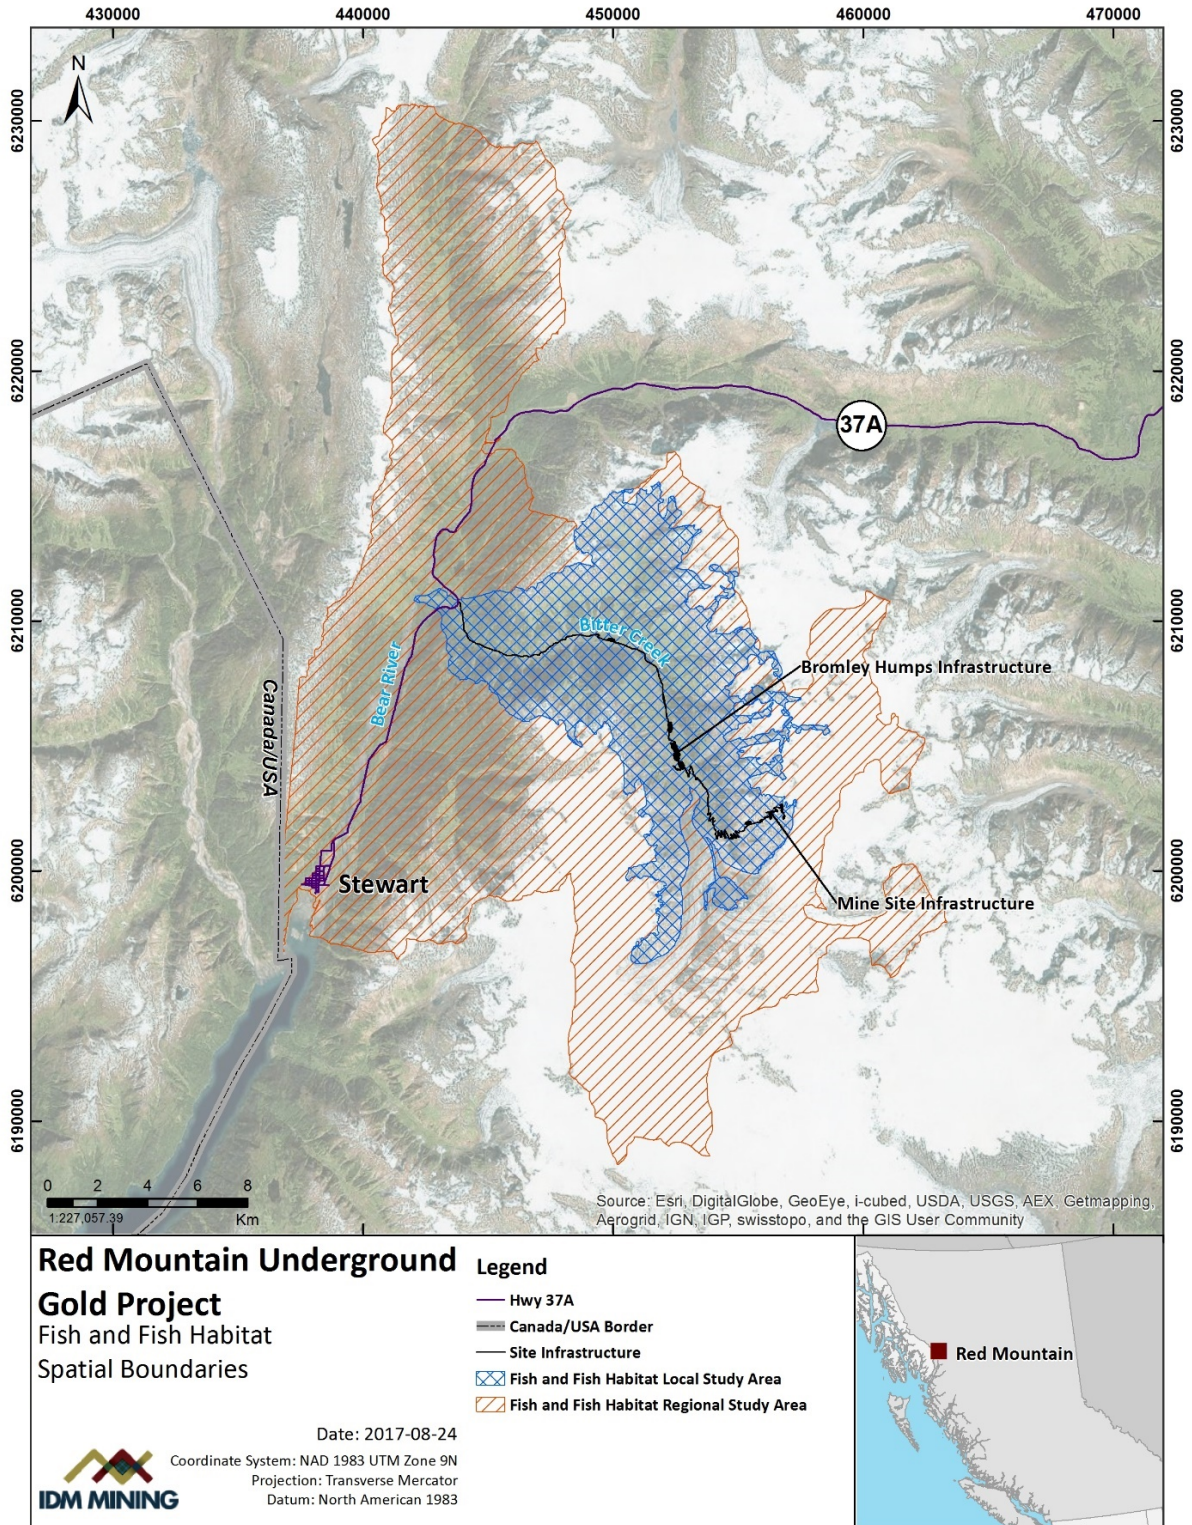 430000
440000
450000
460000
470000
N
6230000
6230000
6220000
6220000
37A
6210000
6210000
Bitter Creek
Bear River
Bromley Humps Infrastructure
Canada/USA
6200000
6200000
Stewart
Mine Site Infrastructure
6190000
6190000
0 2 4 6 8
1:227,057.39 Km
Source: Esri, DigitalGlobe, GeoEye, i-cubed, USDA, USGS, AEX, Getmapping,
Aerogrid, IGN, IGP, swisstopo, and the GIS User Community
Red Mountain Underground
Gold Project
Fish and Fish Habitat
Spatial Boundaries
Date: 2017-08-24
Coordinate System: NAD 1983 UTM Zone 9N
Projection: Transverse Mercator
Datum: North American 1983
IDM MINING
Legend
Hwy 37A
Canada/USA Border
Site Infrastructure
Fish and Fish Habitat Local Study Area
Fish and Fish Habitat Regional Study Area
Red Mountain